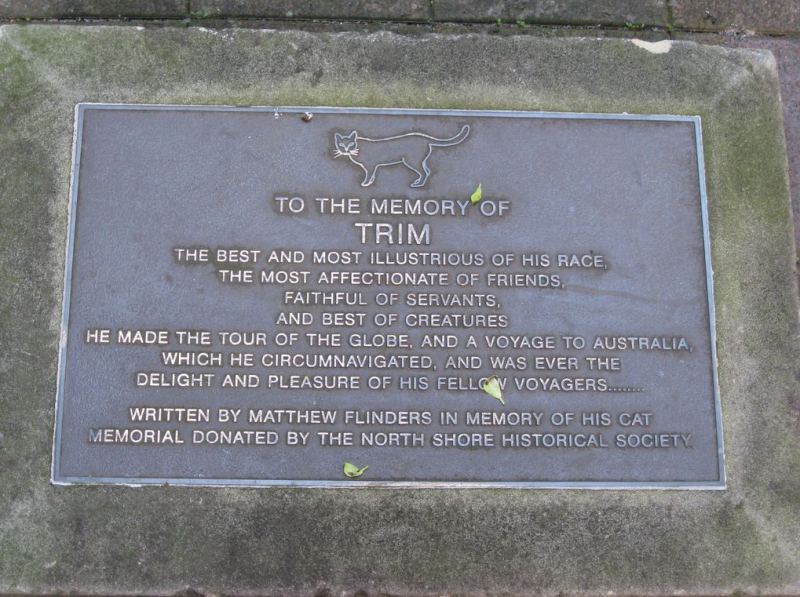 TO THE MEMORY OF
TRIM
THE BEST AND MOST ILLUSTRIOUS OF HIS RACE,
THE MOST AFFECTIONATE OF FRIENDS,
FAITHFUL OF SERVANTS,
AND BEST OF CREATURES
HE MADE THE TOUR OF THE GLOBE, AND A VOYAGE TO AUSTRALIA,
WHICH HE CIRCUMNAVIGATED, AND WAS EVER THE
DELIGHT AND PLEASURE OF HIS FELLOW VOYAGERS........
WRITTEN BY MATTHEW FLINDERS IN MEMORY OF HIS CAT
MEMORIAL DONATED BY THE NORTH SHORE HISTORICAL SOCIETY.